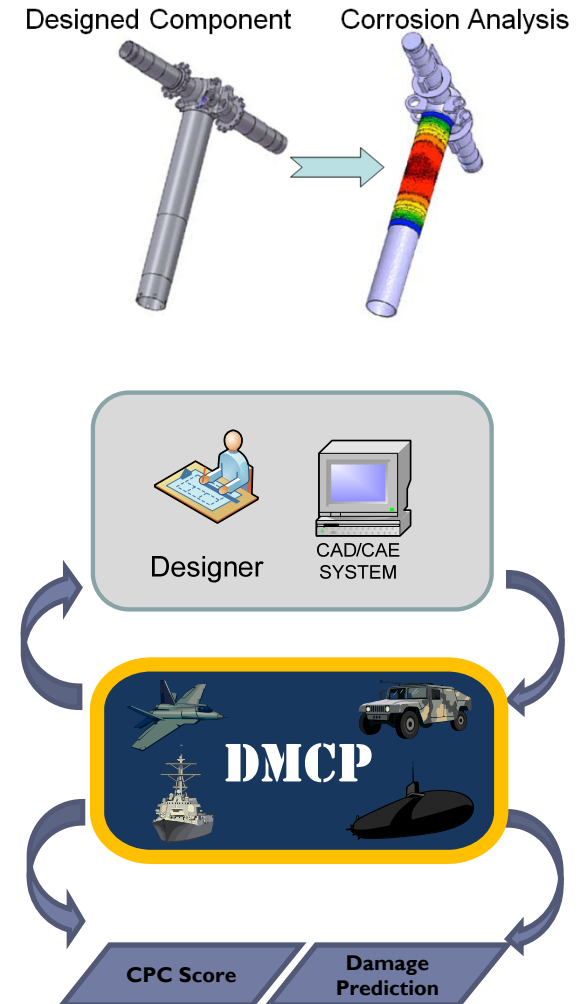 Designed Component
Corrosion Analysis
Designer
CAD/CAE
SYSTEM
DMCP
CPC Score
Damage
Prediction